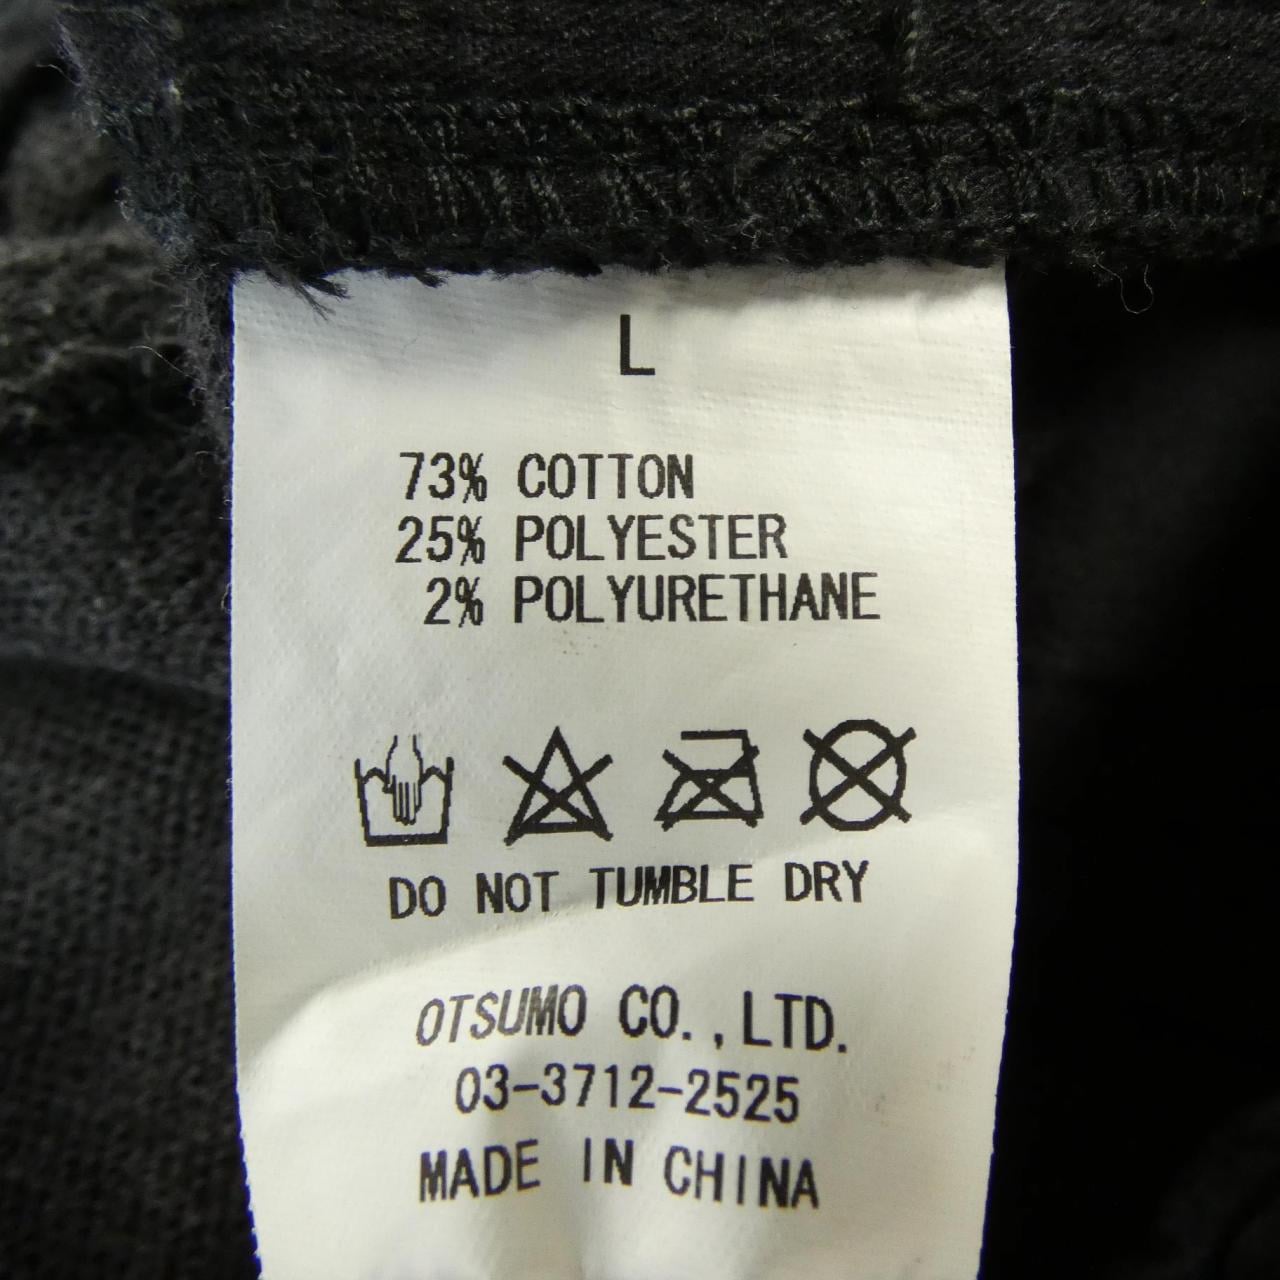 L
73% COTTON
25% POLYESTER
2% POLYURETHANE
DO NOT TUMBLE DRY
OTSUMO CO.,LTD.
03-3712-2525
MADE IN CHINA